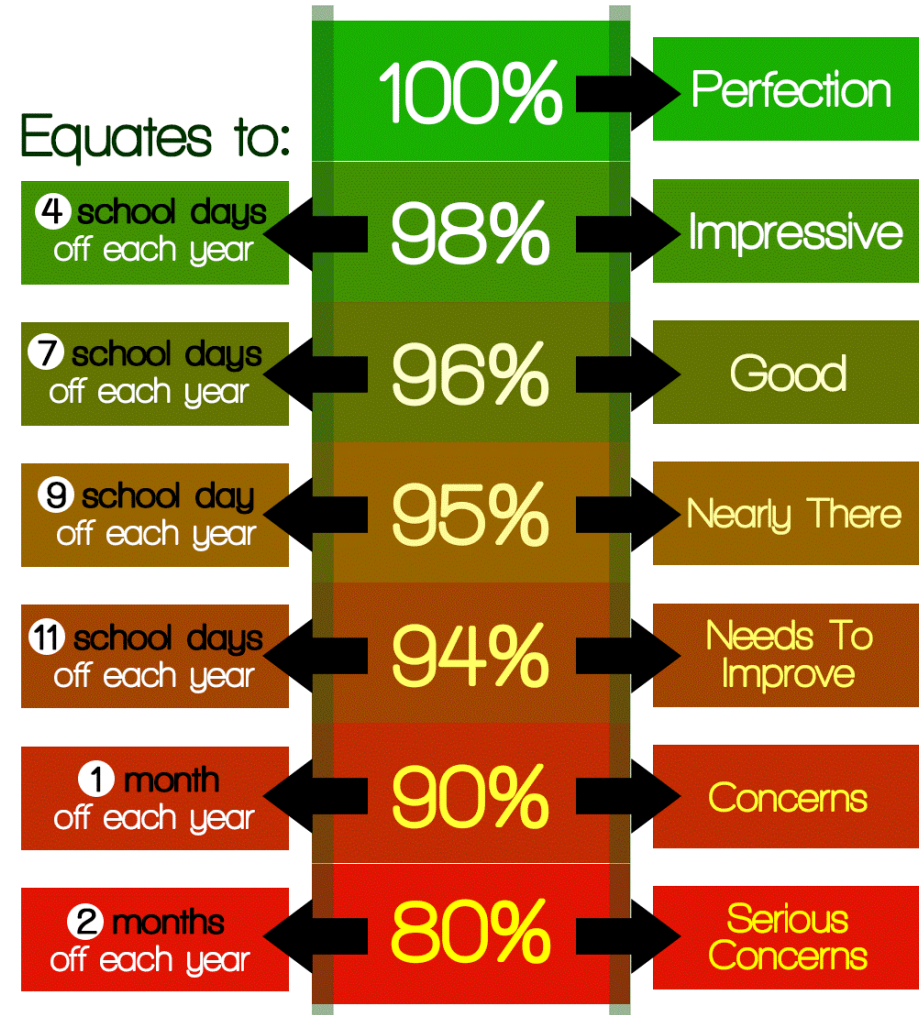 100%
Perfection
Equates to:
4 school days
off each year
98%
Impressive
7 school days
off each year
96%
Good
9 school day
off each year
95%
Nearly There
11 school days
off each year
94%
Needs To
Improve
1 month
off each year
90%
Concerns
2 months
off each year
80%
Serious
Concerns